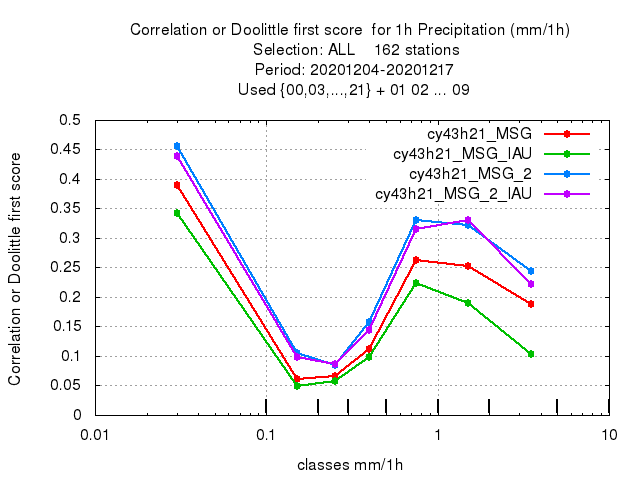 Correlation or Doolittle first score  for 1h Precipitation (mm/1h)
Selection: ALL    162 stations
Period: 20201204-20201217
Used {00,03,...,21} + 01 02 ... 09
Correlation or Doolittle first score
0.5
0.45
0.4
0.35
0.3
0.25
0.2
0.15
0.1
0.05
0
cy43h21_MSG
cy43h21_MSG_IAU
cy43h21_MSG_2
cy43h21_MSG_2_IAU
0.01 0.1 1 10
classes mm/1h